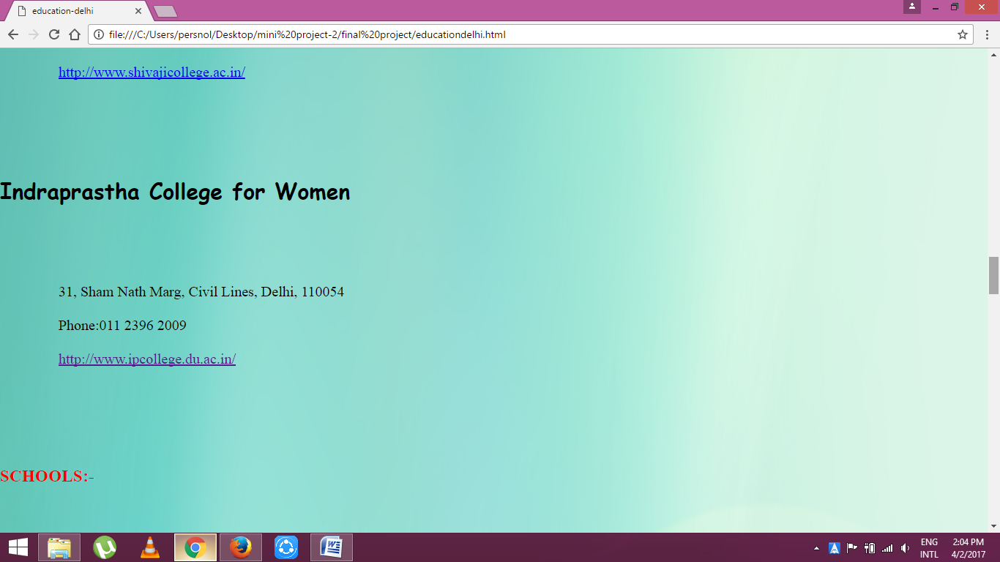 education-delhi
file:///C:/Users/persnol/Desktop/mini%20project-2/final%20project/educationdelhi.html
http://www.shivajicollege.ac.in/
Indraprastha College for Women
31, Sham Nath Marg, Civil Lines, Delhi, 110054
Phone:011 2396 2009
http://www.ipcollege.du.ac.in/
SCHOOLS:-
ENG
2:04 PM
INTL
4/2/2017